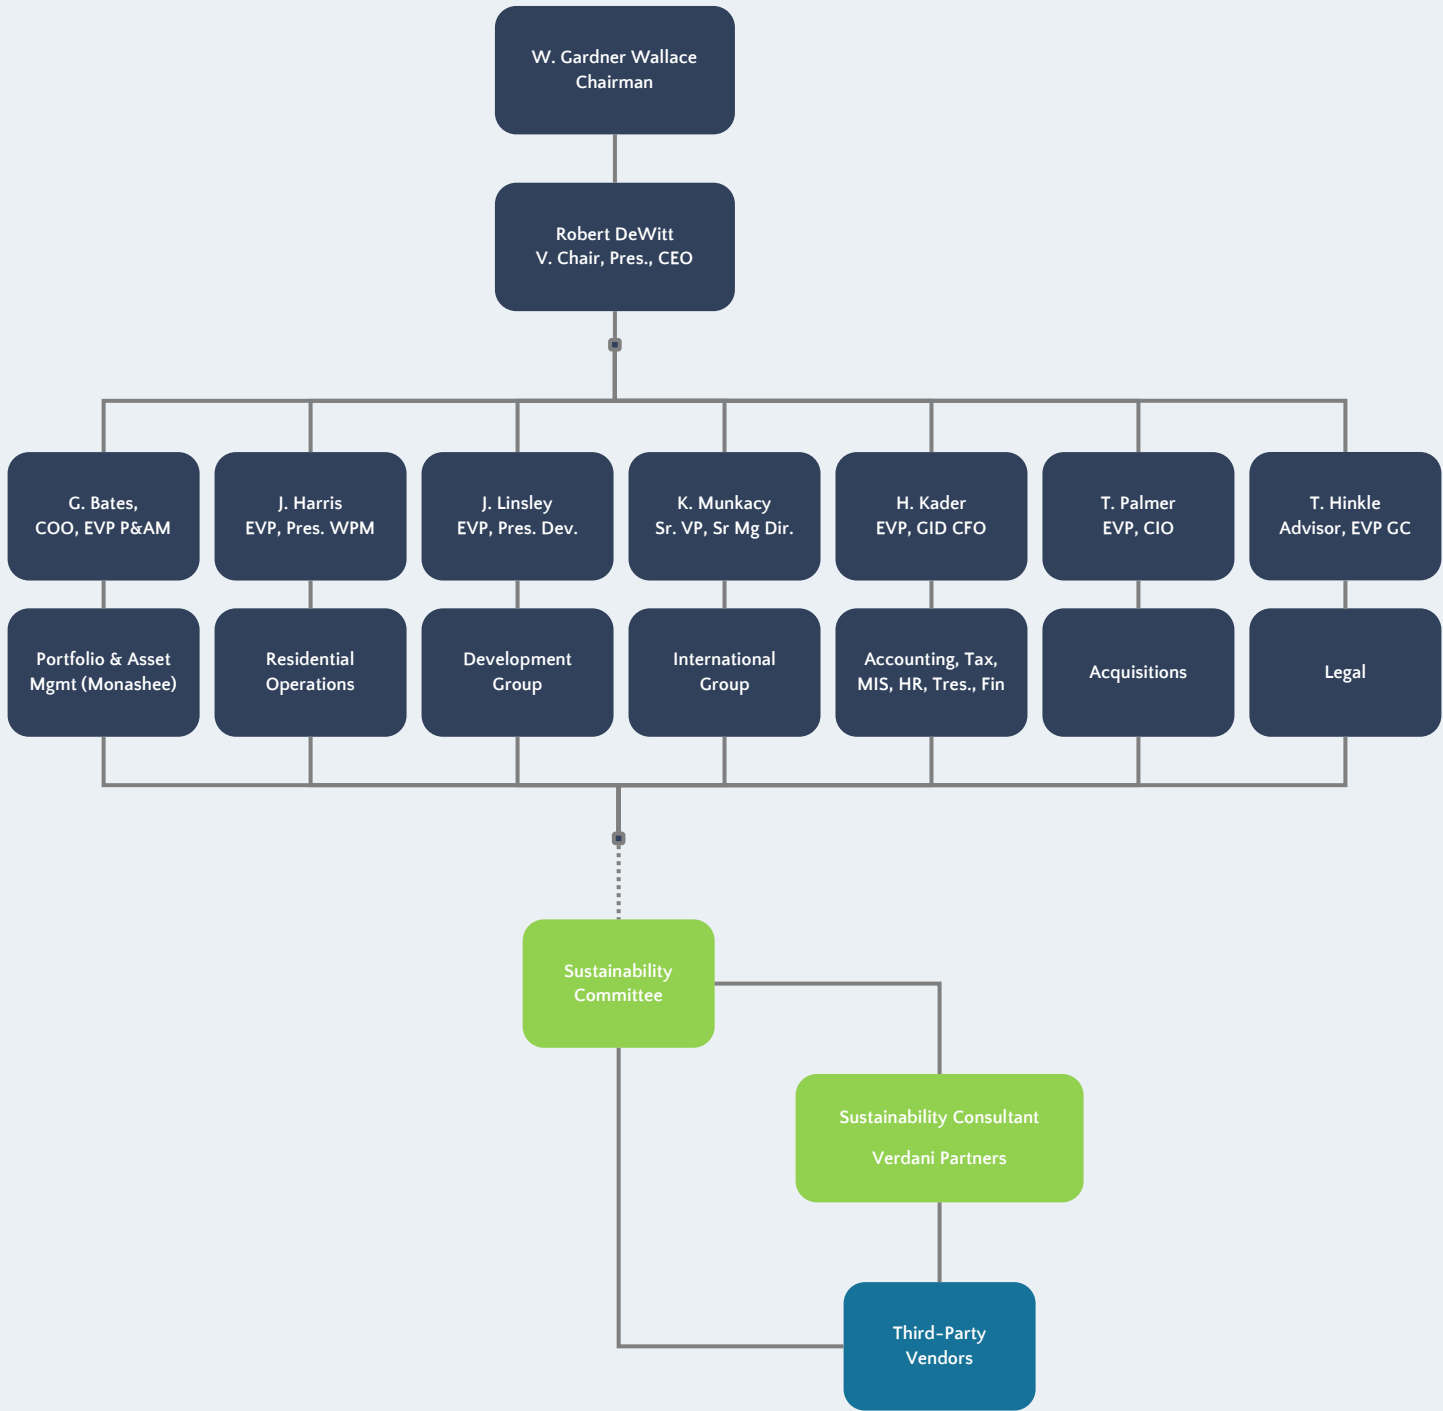 W. Gardner Wallace
Chairman
Robert DeWitt
V. Chair, Pres., CEO
G. Bates,
COO, EVP P&AM
J. Harris
EVP, Pres. WPM
J. Linsley
EVP, Pres. Dev.
K. Munkacy
Sr. VP, Sr Mg Dir.
H. Kader
EVP, GID CFO
T. Palmer
EVP, CIO
T. Hinkle
Advisor, EVP GC
Portfolio & Asset
Mgmt (Monashee)
Residential
Operations
Development
Group
International
Group
Accounting, Tax,
MIS, HR, Tres., Fin
Acquisitions
Legal
Sustainability
Committee
Sustainability Consultant
Verdani Partners
Third-Party
Vendors